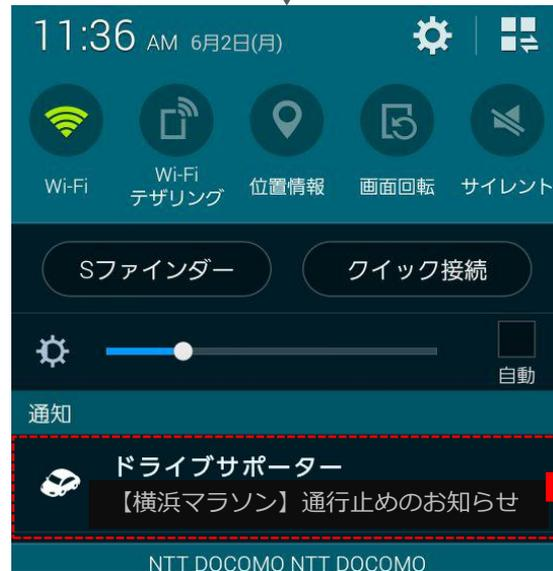 11:36 AM 6月2日(月)
Wi-Fi
Wi-Fi
テザリング
位置情報
画面回転
サイレント
Sファインダー
クイック接続
自動
通知
ドライブサポーター
【横浜マラソン】通行止めのお知らせ
NTT DOCOMO NTT DOCOMO